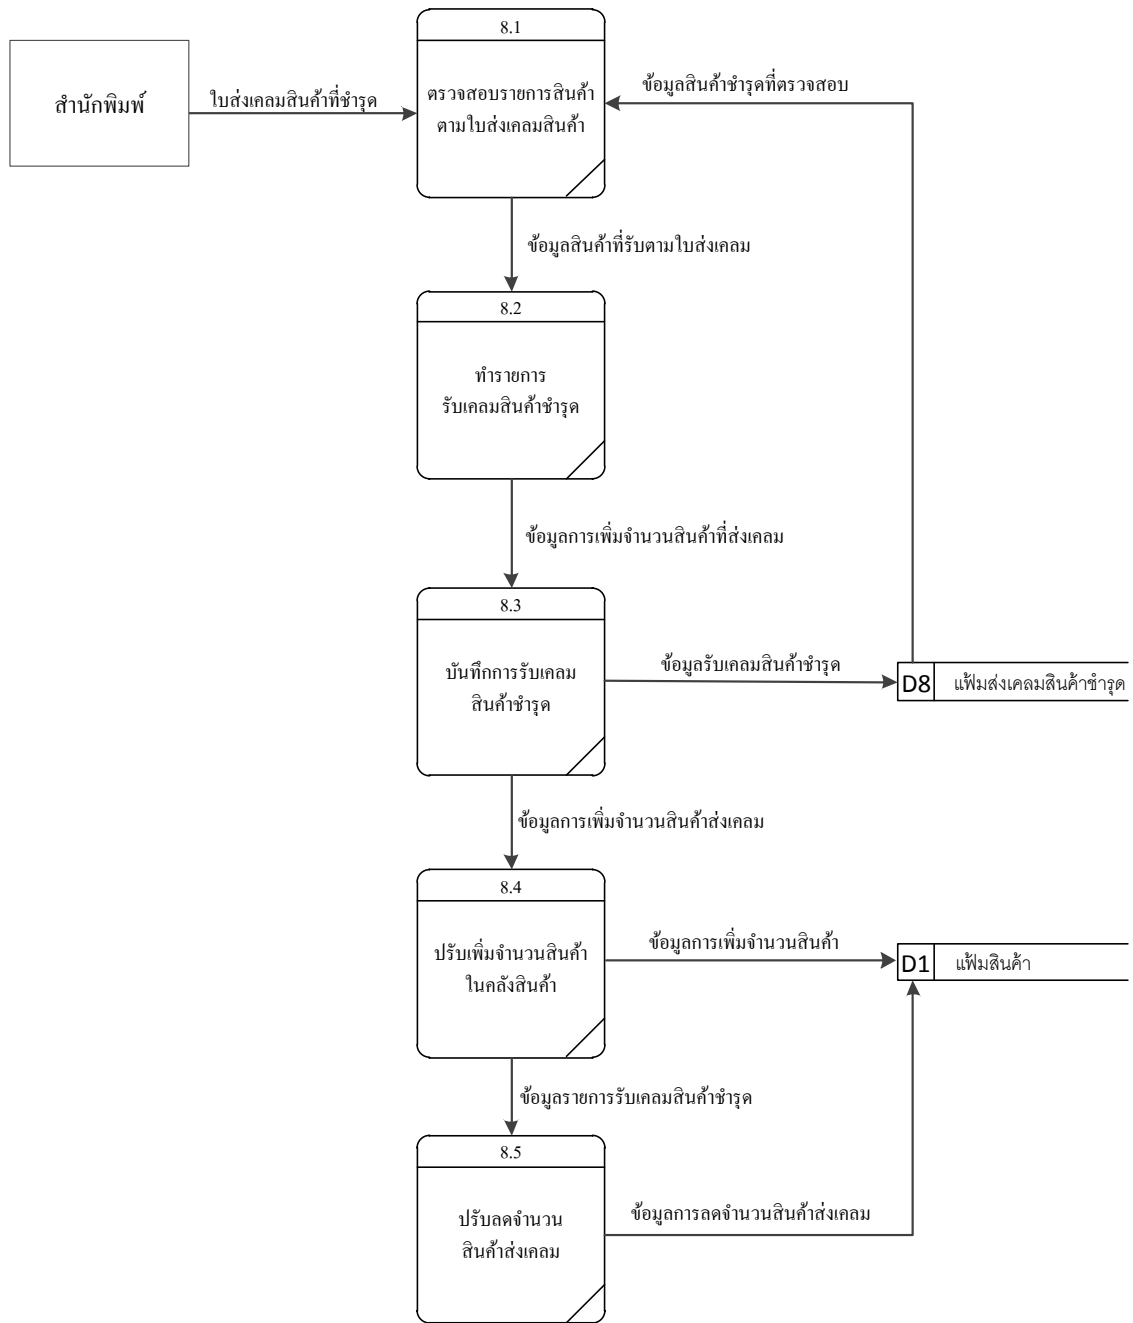 8.1
สำนักพิมพ์
ใบส่งเคลมสินค้าที่ชำรุด
ตรวจสอบรายการสินค้า
ตามใบส่งเคลมสินค้า
ข้อมูลสินค้าชำรุดที่ตรวจสอบ
ข้อมูลสินค้าที่รับตามใบส่งเคลม
8.2
ทำรายการ
รับเคลมสินค้าชำรุด
ข้อมูลการเพิ่มจำนวนสินค้าที่ส่งเคลม
8.3
บันทึกการรับเคลม
สินค้าชำรุด
ข้อมูลรับเคลมสินค้าชำรุด
D8 แฟ้มส่งเคลมสินค้าชำรุด
ข้อมูลการเพิ่มจำนวนสินค้าส่งเคลม
8.4
ปรับเพิ่มจำนวนสินค้า
ในคลังสินค้า
ข้อมูลการเพิ่มจำนวนสินค้า
D1 แฟ้มสินค้า
ข้อมูลรายการรับเคลมสินค้าชำรุด
8.5
ปรับลดจำนวน
สินค้าส่งเคลม
ข้อมูลการลดจำนวนสินค้าส่งเคลม